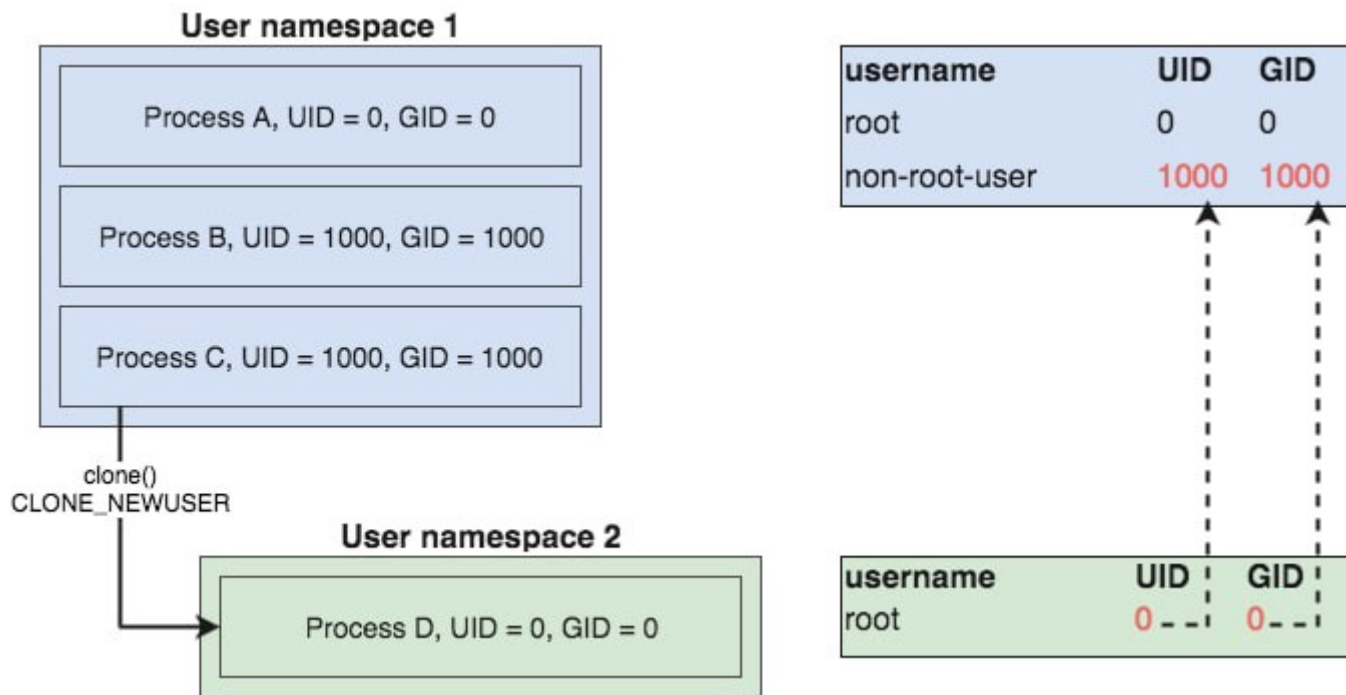 User namespace 1
Process A, UID = 0, GID = 0
Process B, UID = 1000, GID = 1000
Process C, UID = 1000, GID = 1000
clone()
CLONE_NEWUSER
User namespace 2
Process D, UID = 0, GID = 0
username UID GID
root 0 0
non-root-user 1000 1000
username UID GID
root 0 0